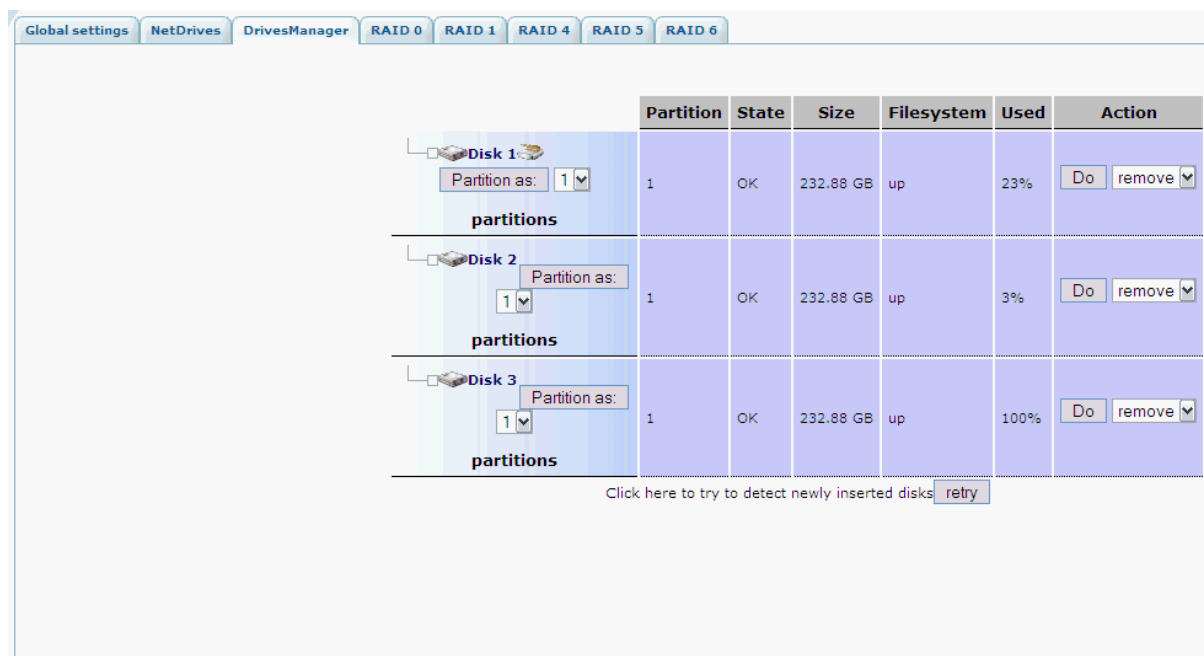 Global settings NetDrives DrivesManager RAID 0 RAID 1 RAID 4 RAID 5 RAID 6
Partition State Size Filesystem Used Action
Disk 1
Partition as: 1
partitions
1 OK 232.88 GB up 23% Do remove
Disk 2
Partition as:
1
partitions
1 OK 232.88 GB up 3% Do remove
Disk 3
Partition as:
1
partitions
1 OK 232.88 GB up 100% Do remove
Click here to try to detect newly inserted disks retry